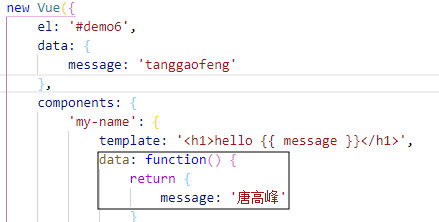 new Vue({
el: '#demo6',
data: {
message: 'tanggaofeng'
},
components: {
'my-name': {
template: '<h1>hello {{ message }}</h1>',
data: function() {
return {
message: '唐高峰'
}